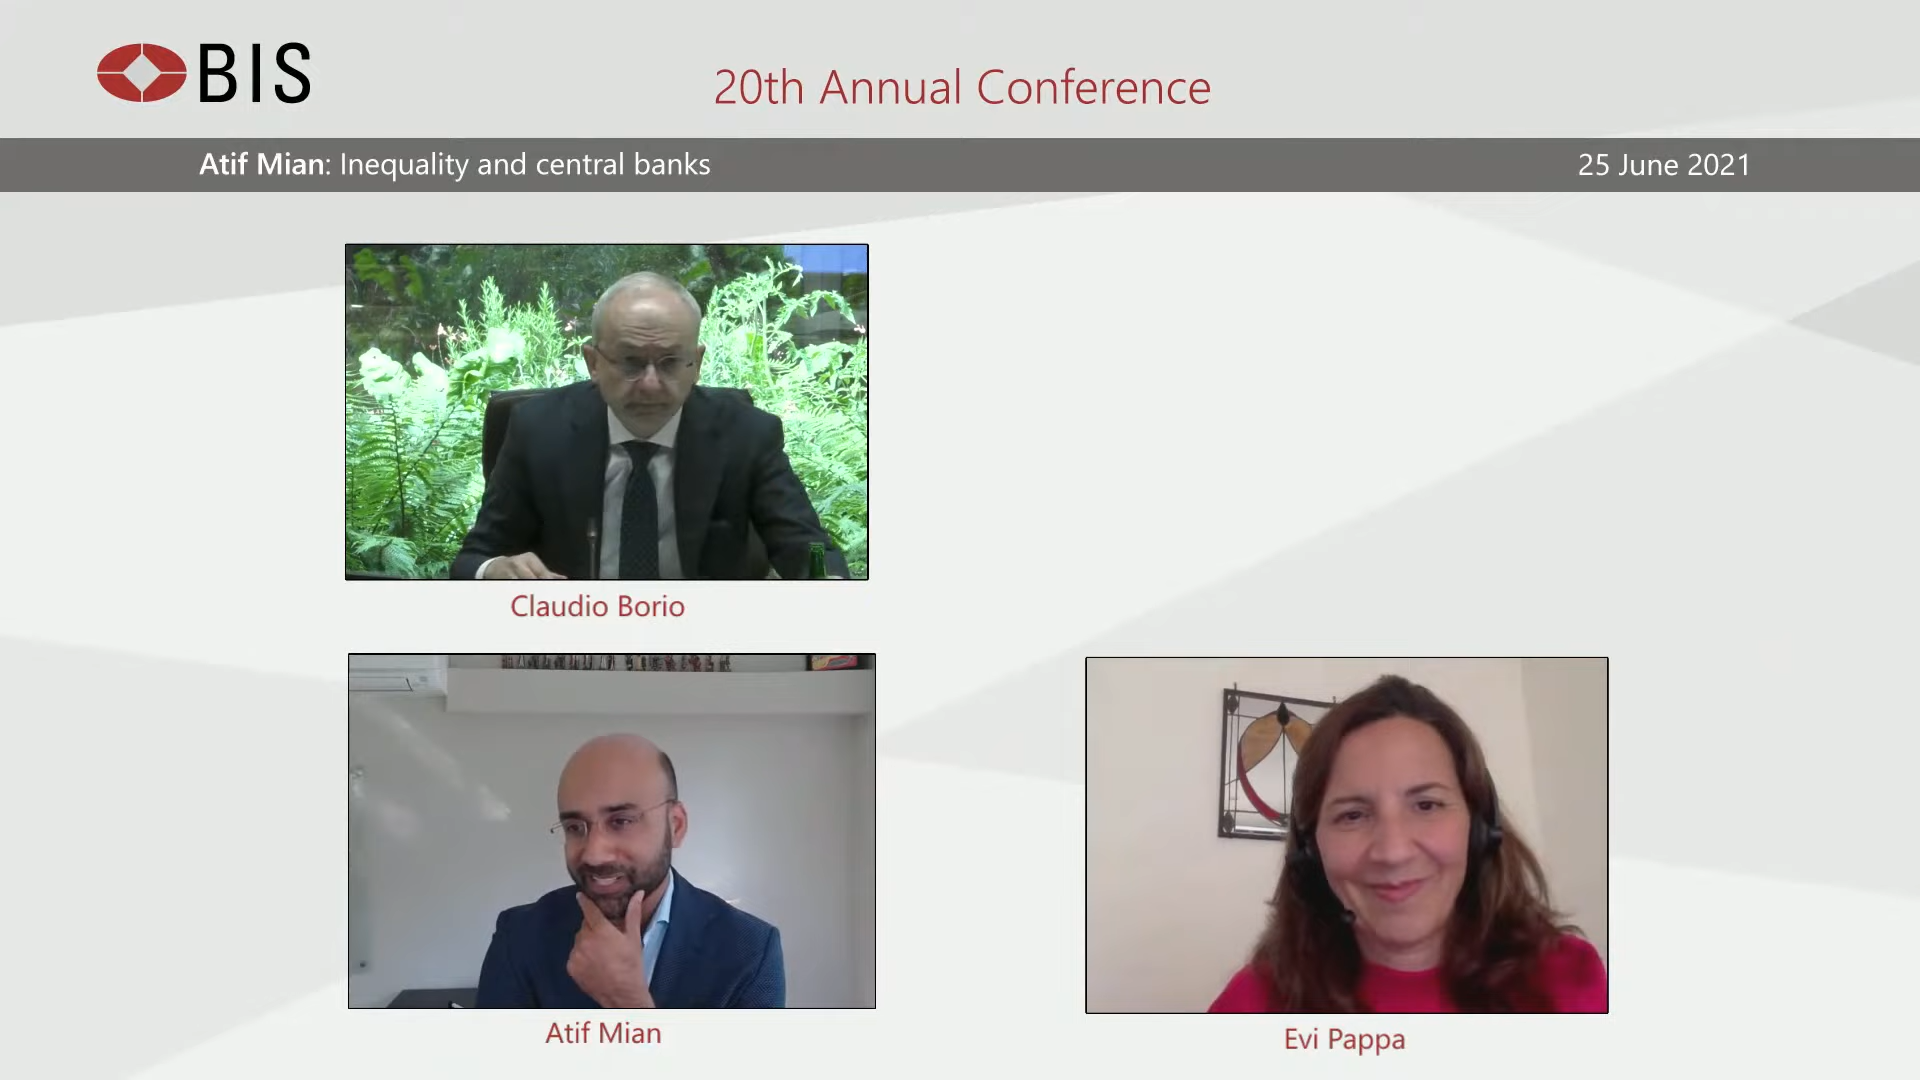 BIS
20th Annual Conference
Atif Mian: Inequality and central banks
25 June 2021
Claudio Borio
Atif Mian
Evi Pappa